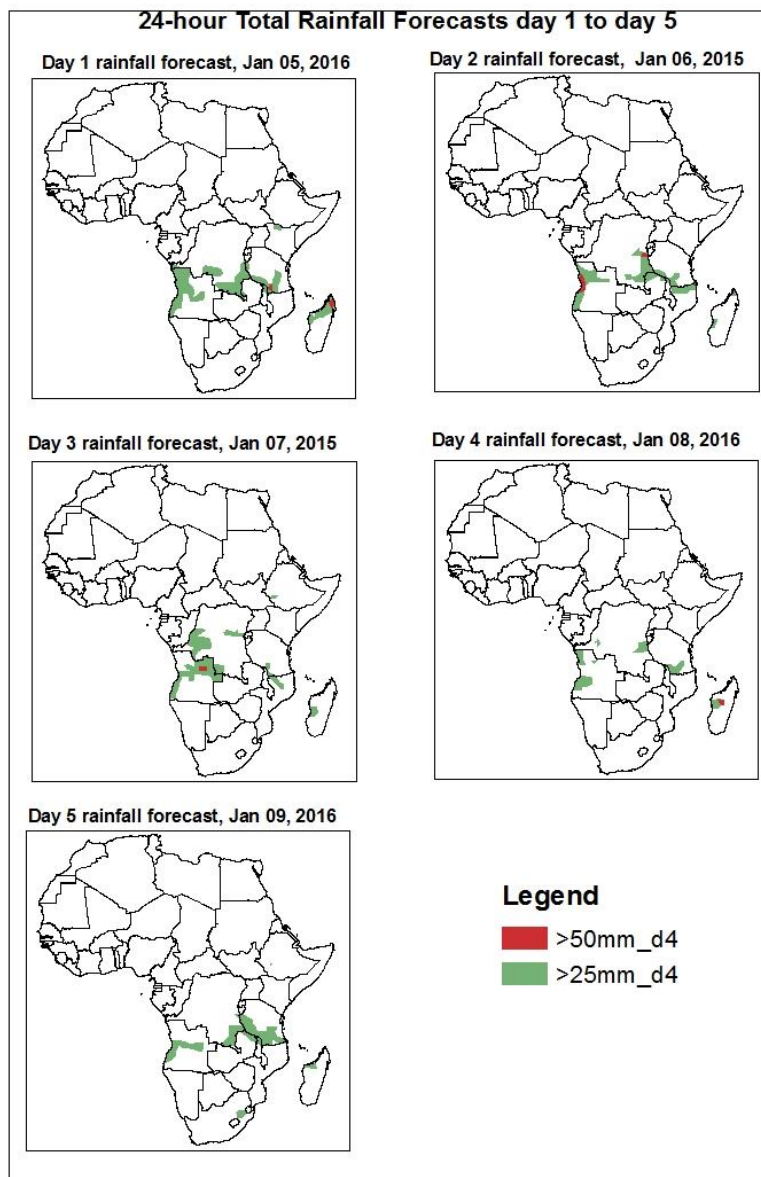 24-hour Total Rainfall Forecasts day 1 to day 5
Day 1 rainfall forecast, Jan 05, 2016
Day 2 rainfall forecast, Jan 06, 2015
Day 3 rainfall forecast, Jan 07, 2015
Day 4 rainfall forecast, Jan 08, 2016
Day 5 rainfall forecast, Jan 09, 2016
Legend
>50mm_d4
>25mm_d4